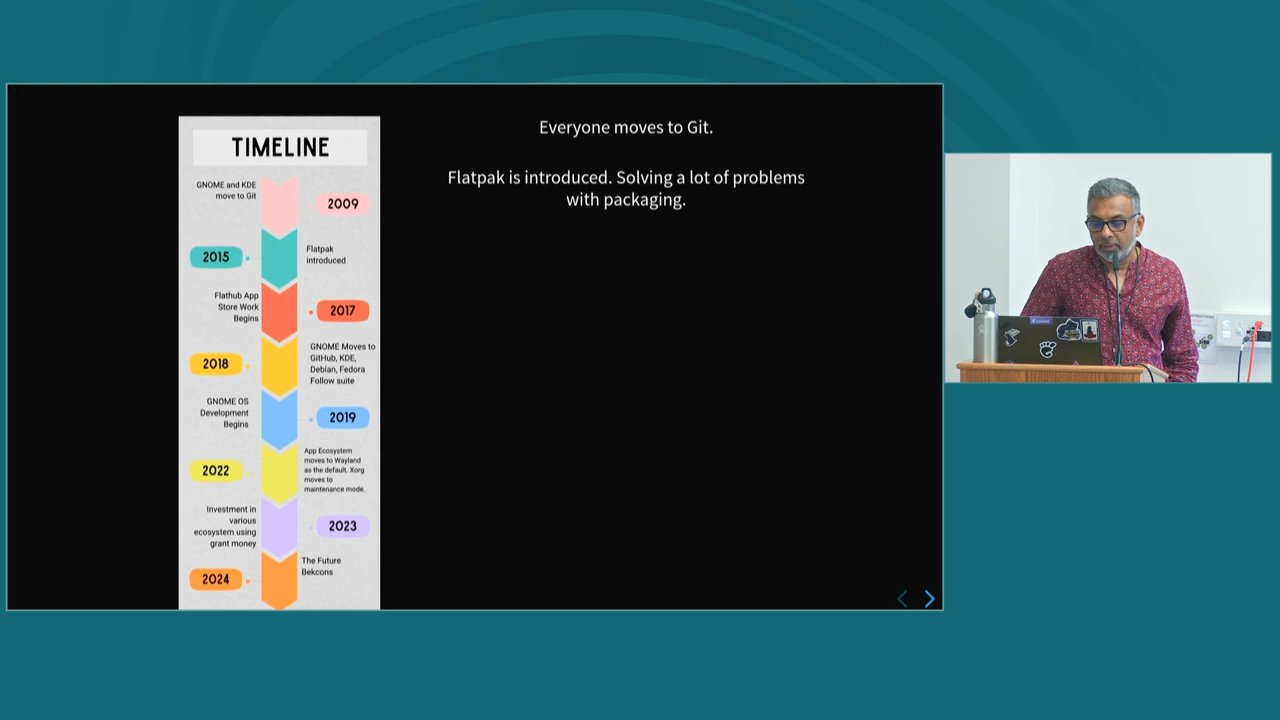 TIMELINE
GNOME and KDE
move to Git
2009
2015
Flatpak
introduced
Flathub App
Store Work
Begins
2017
2018
GNOME Moves to
GitHub, KDE,
Debian, Fedora
Follow suite
GNOME OS
Development
Begins
2019
2022
App Ecosystem
moves to Wayland
as the default. Xorg
moves to
maintenance mode.
Investment in
various
ecosystem using
grant money
2023
2024
The Future
Bekcons
Everyone moves to Git.
Flatpak is introduced. Solving a lot of problems
with packaging.